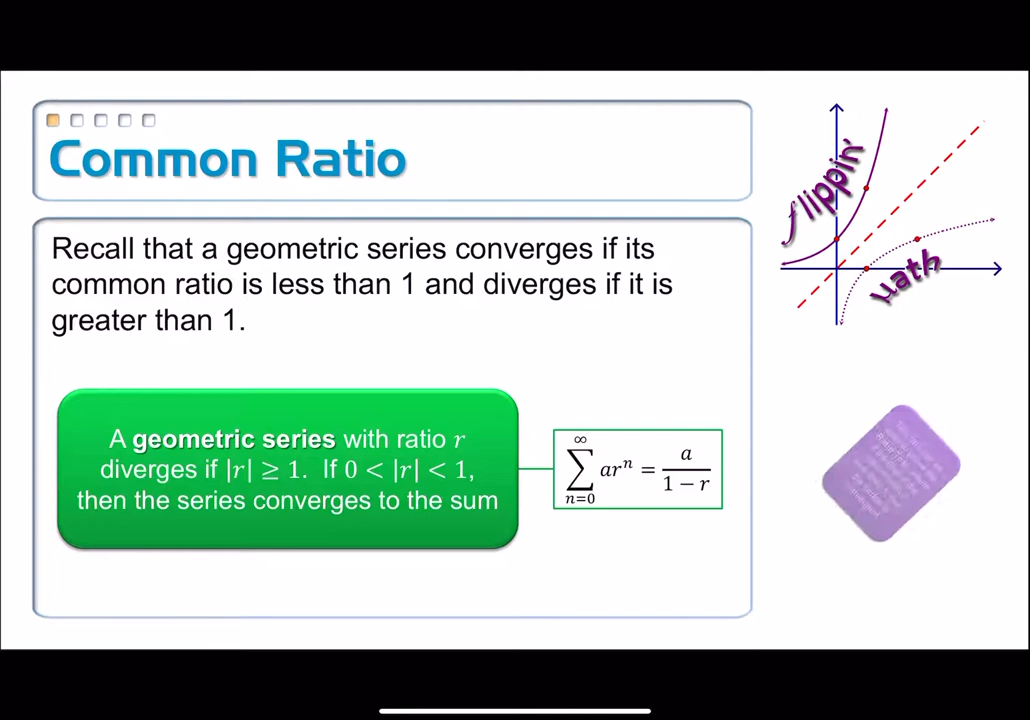 Common Ratio
flippin'
math
Recall that a geometric series converges if its
common ratio is less than 1 and diverges if it is
greater than 1.
A geometric series with ratio r
diverges if |r| ≥ 1. If 0 < |r| < 1,
then the series converges to the sum
∞
∑ arⁿ = a / (1 − r)
n=0